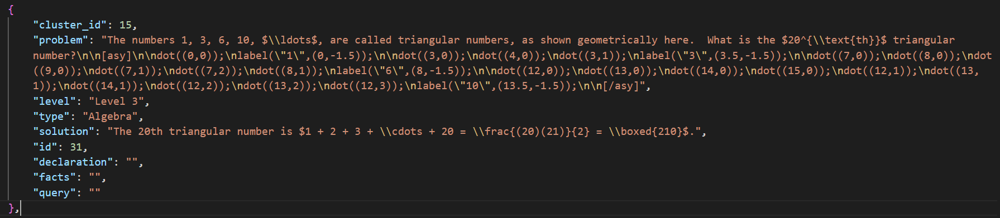 {
"cluster_id": 15,
"problem": "The numbers 1, 3, 6, 10, $\\ldots$, are called triangular numbers, as shown geometrically here.  What is the $20^{\\text{th}}$ triangular
number?\n\n[asy]\n\ndot((0,0));\nlabel(\"1\",(0,-1.5));\n\ndot((3,0));\ndot((4,0));\ndot((3,1));\nlabel(\"3\",(3.5,-1.5));\n\ndot((7,0));\ndot((8,0));\ndot
((9,0));\ndot((7,1));\ndot((7,2));\ndot((8,1));\nlabel(\"6\",(8,-1.5));\n\ndot((12,0));\ndot((13,0));\ndot((14,0));\ndot((15,0));\ndot((12,1));\ndot((13,
1));\ndot((14,1));\ndot((12,2));\ndot((13,2));\ndot((12,3));\nlabel(\"10\",(13.5,-1.5));\n\n[/asy]",
"level": "Level 3",
"type": "Algebra",
"solution": "The 20th triangular number is $1 + 2 + 3 + \\cdots + 20 = \\frac{(20)(21)}{2} = \\boxed{210}$.",
"id": 31,
"declaration": "",
"facts": "",
"query": ""
},